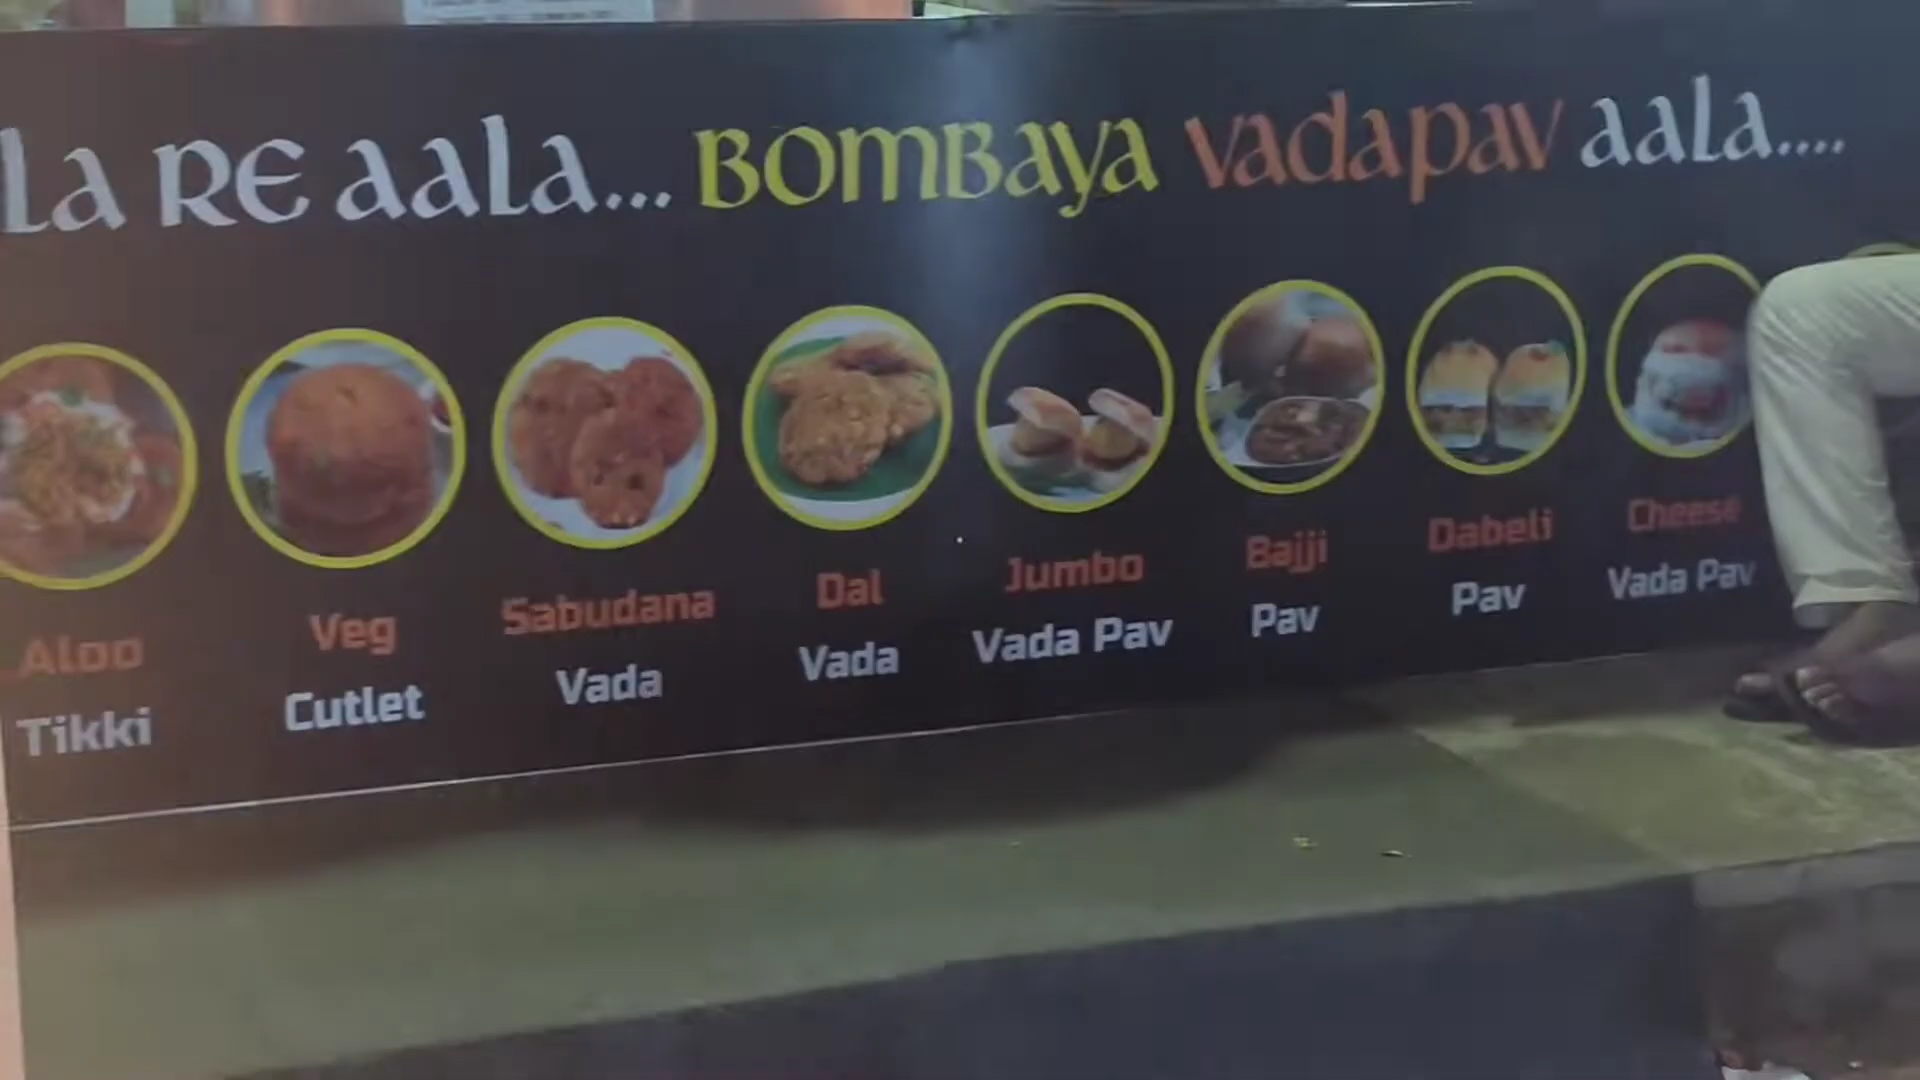 la re aala... Bombaya vadapav aala....
Aloo
Tikki
Veg
Cutlet
Sabudana
Vada
Dal
Vada
Jumbo
Vada Pav
Bajji
Pav
Dabeli
Pav
Cheese
Vada Pav